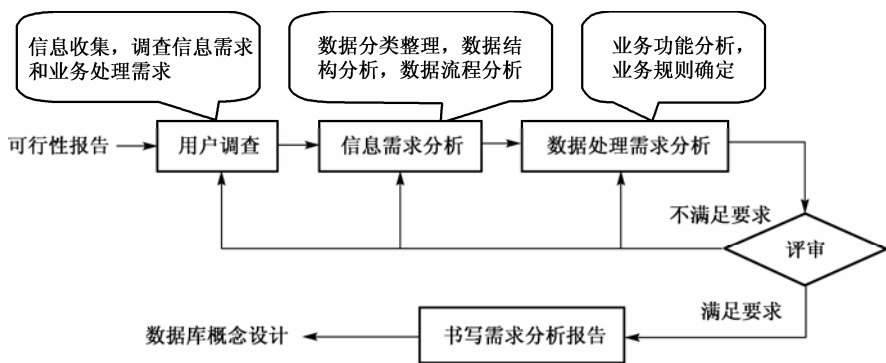 信息收集，调查信息需求
和业务处理需求
数据分类整理，数据结
构分析，数据流程分析
业务功能分析，
业务规则确定
可行性报告
用户调查
信息需求分析
数据处理需求分析
不满足要求
评审
满足要求
数据库概念设计
书写需求分析报告